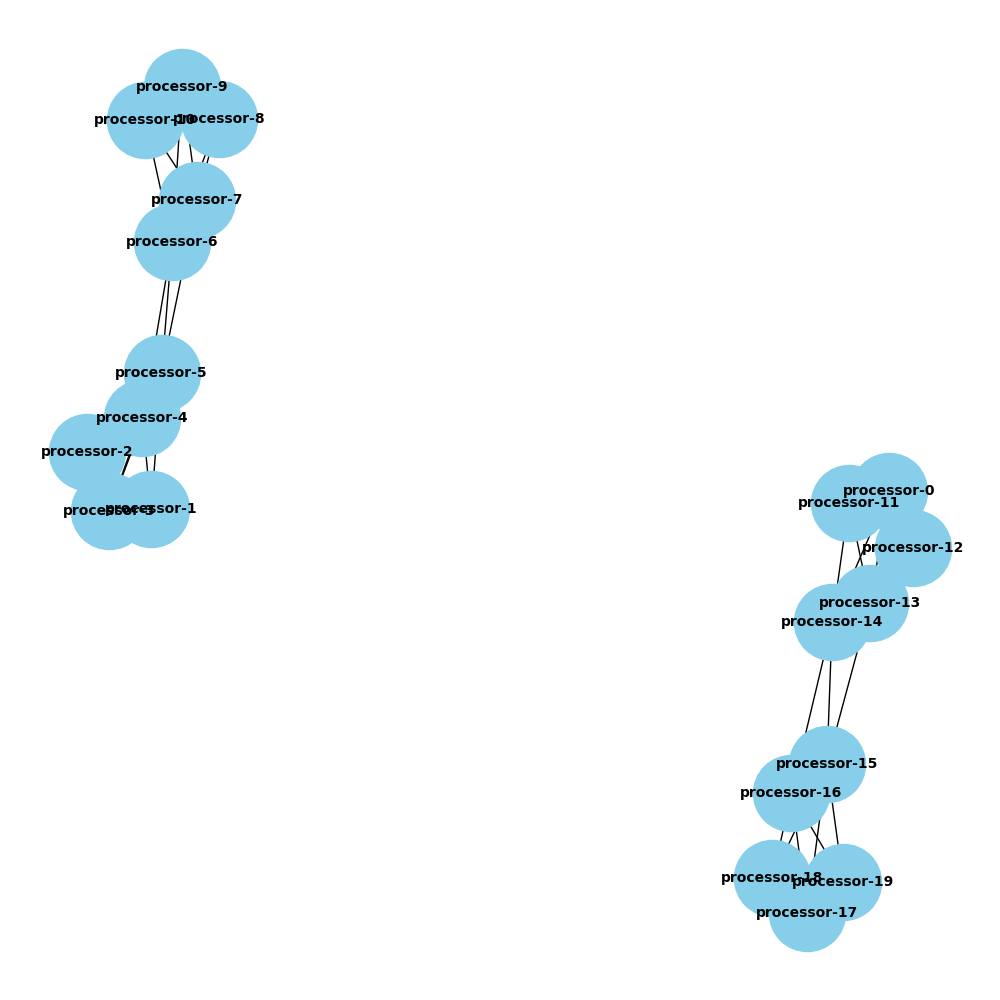 processor-9
processor-10
processor-8
processor-7
processor-6
processor-5
processor-4
processor-2
processor-3
processor-1
processor-0
processor-11
processor-12
processor-13
processor-14
processor-15
processor-16
processor-18
processor-19
processor-17